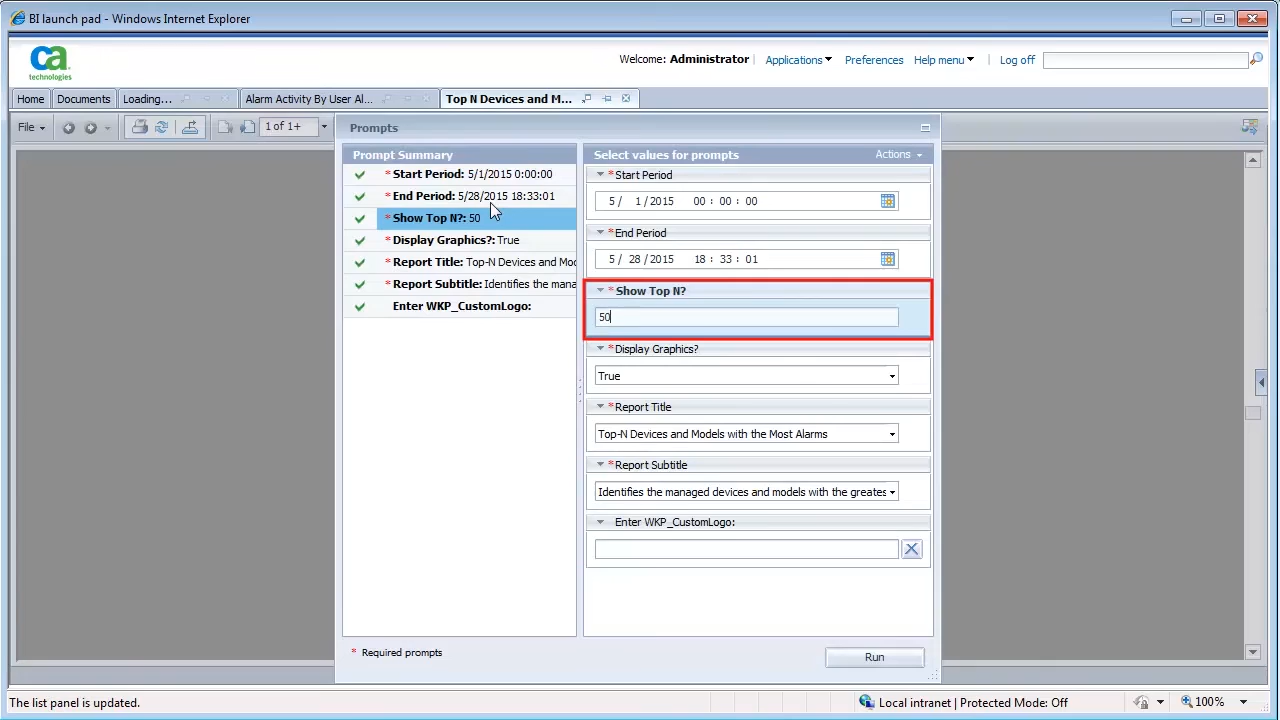 BI launch pad - Windows Internet Explorer
ca technologies
Welcome: Administrator Applications Preferences Help menu | Log off
Home Documents Loading... Alarm Activity By User Al... Top N Devices and M...
File 1 of 1+
Prompts
Prompt Summary
* Start Period: 5/1/2015 0:00:00
* End Period: 5/28/2015 18:33:01
* Show Top N?: 50
* Display Graphics?: True
* Report Title: Top-N Devices and Mod
* Report Subtitle: Identifies the mana
Enter WKP_CustomLogo:
Select values for prompts Actions
* Start Period
5 / 1 / 2015 00 : 00 : 00
* End Period
5 / 28 / 2015 18 : 33 : 01
* Show Top N?
50
* Display Graphics?
True
* Report Title
Top-N Devices and Models with the Most Alarms
* Report Subtitle
Identifies the managed devices and models with the greates
Enter WKP_CustomLogo:
* Required prompts
Run
The list panel is updated.
Local intranet | Protected Mode: Off
100%